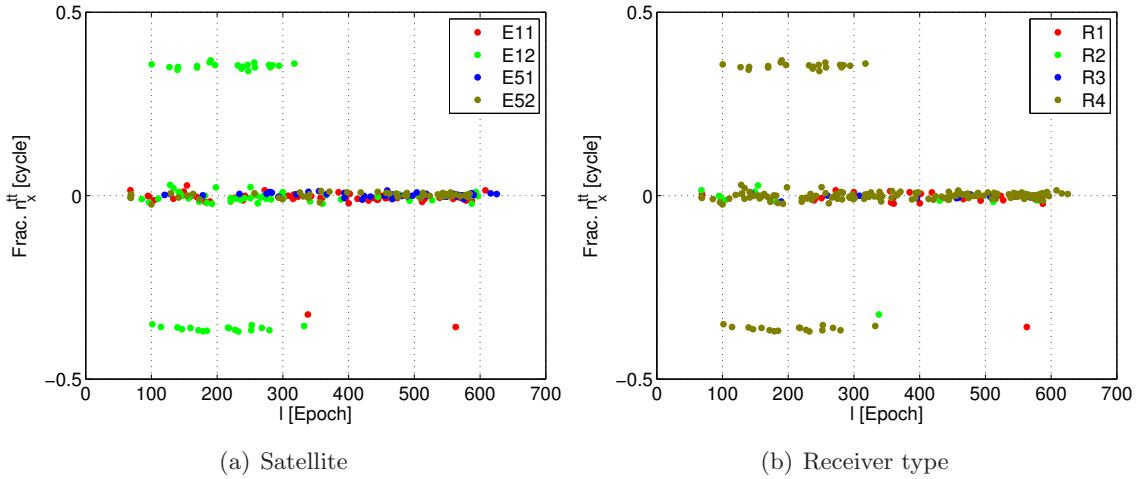 0.5
E11
E12
E51
E52
Frac. n_x^tt [cycle]
0
−0.5
0 100 200 300 400 500 600 700
l [Epoch]
(a) Satellite
0.5
R1
R2
R3
R4
Frac. n_x^tt [cycle]
0
−0.5
0 100 200 300 400 500 600 700
l [Epoch]
(b) Receiver type